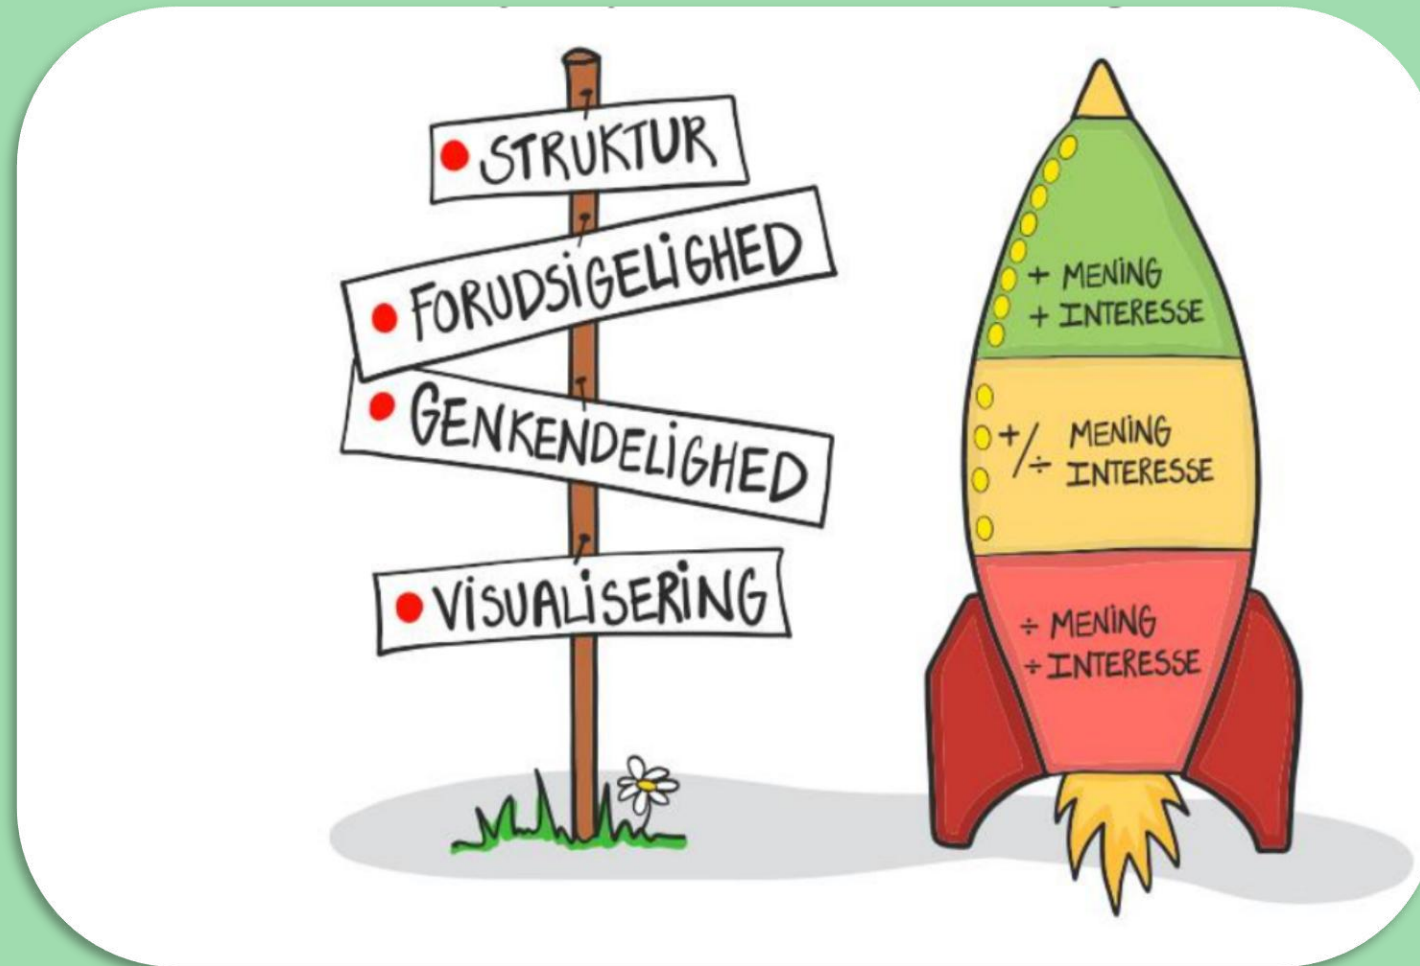 STRUKTUR
FORUDSIGELIGHED
GENKENDELIGHED
VISUALISERING
+ MENING
+ INTERESSE
+/÷ MENING
INTERESSE
÷ MENING
÷ INTERESSE